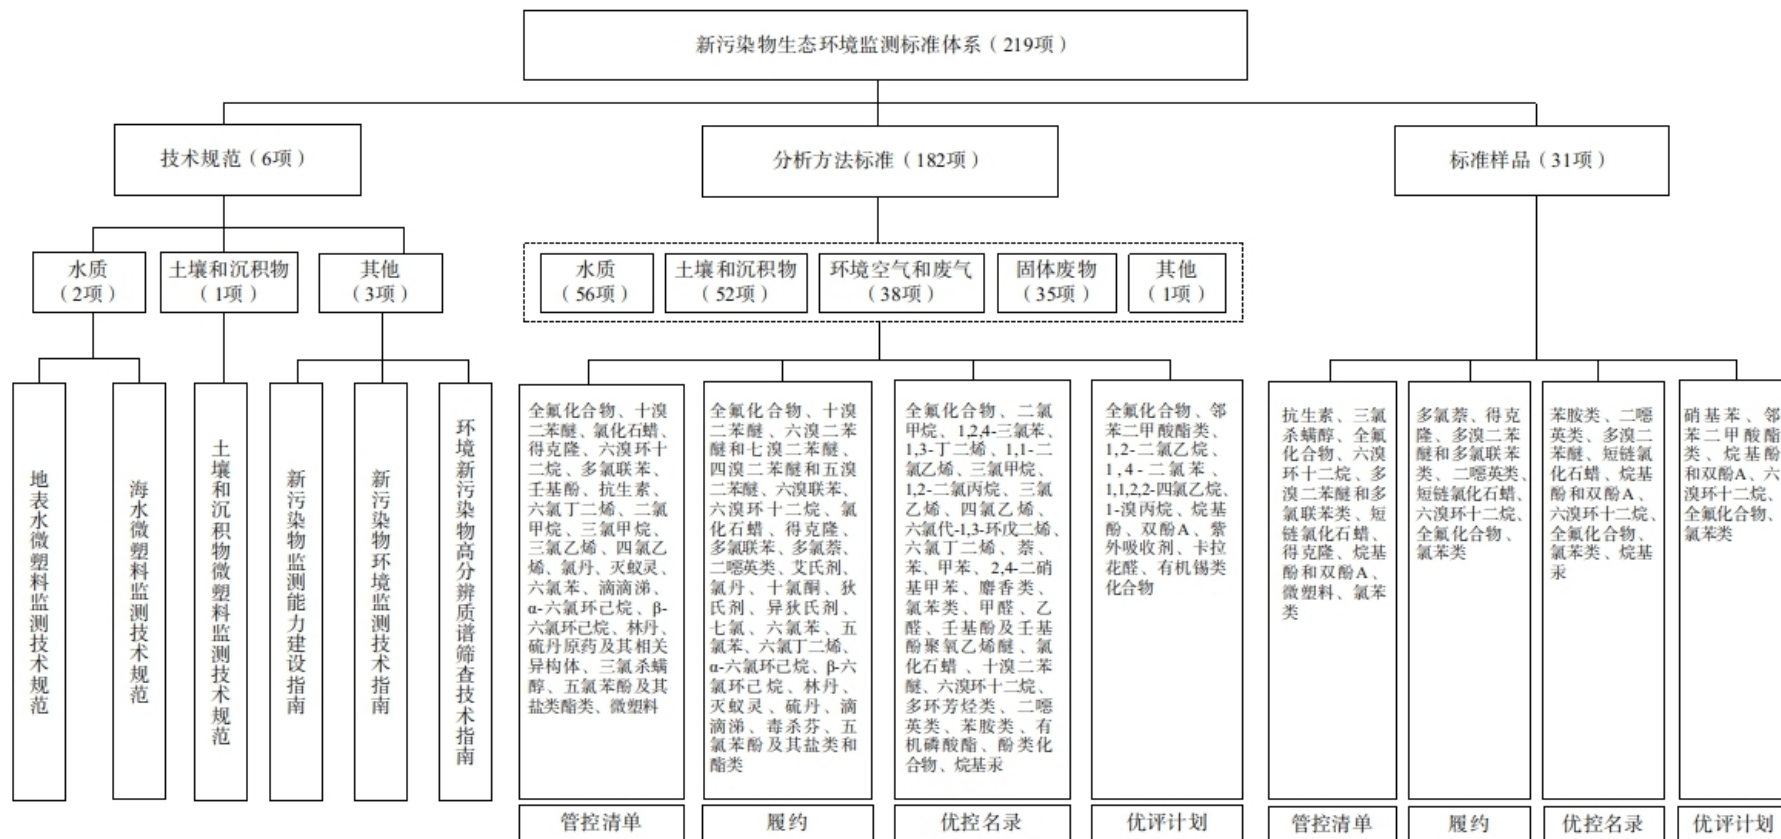 新污染物生态环境监测标准体系（219项）
技术规范（6项）
分析方法标准（182项）
标准样品（31项）
水质
（2项）
土壤和沉积物
（1项）
其他
（3项）
水质
（56项）
土壤和沉积物
（52项）
环境空气和废气
（38项）
固体废物
（35项）
其他
（1项）
地表水微塑料监测技术规范
海水微塑料监测技术规范
土壤和沉积物微塑料监测技术规范
新污染物监测能力建设指南
新污染物环境监测技术指南
环境新污染物高分辨质谱筛查技术指南
全氟化合物、十溴
二苯醚、氯化石蜡、
得克隆、六溴环十
二烷、多氯联苯、
壬基酚、抗生素、
六氯丁二烯、二氯
甲烷、三氯甲烷、
三氯乙烯、四氯乙
烯、氯丹、灭蚁灵、
六氯苯、滴滴涕、
α-六氯环己烷、β-
六氯环己烷、林丹、
硫丹原药及其相关
异构体、三氯杀螨
醇、五氯苯酚及其
盐类酯类、微塑料
管控清单
全氟化合物、十溴
二苯醚、六溴二苯
醚和七溴二苯醚、
四溴二苯醚和五溴
二苯醚、六溴联苯、
六溴环十二烷、氯
化石蜡、得克隆、
多氯联苯、多氯萘、
二噁英类、艾氏剂、
氯丹、十氯酮、狄
氏剂、异狄氏剂、
七氯、六氯苯、五
氯苯、六氯丁二烯、
α-六氯环己烷、β-六
氯环己烷、林丹、
灭蚁灵、硫丹、滴
滴涕、毒杀芬、五
氯苯酚及其盐类和
酯类
履约
全氟化合物、二氯
甲烷、1,2,4-三氯苯、
1,3-丁二烯、1,1-二
氯乙烯、三氯甲烷、
1,2-二氯丙烷、三氯
乙烯、四氯乙烯、
六氯代-1,3-环戊二烯、
六氯丁二烯、萘、
苯、甲苯、2,4-二硝
基甲苯、麝香类、
氯苯类、甲醛、乙
醛、壬基酚及壬基
酚聚氧乙烯醚、氯
化石蜡、十溴二苯
醚、六溴环十二烷、
多环芳烃类、二噁
英类、苯胺类、有
机磷酸酯、酚类化
合物、烷基汞
优控名录
全氟化合物、邻
苯二甲酸酯类、
1,2-二氯乙烷、
1,4-二氯苯、
1,1,2,2-四氯乙烷、
1-溴丙烷、烷基
酚、双酚A、紫
外吸收剂、卡拉
花醛、有机锡类
化合物
优评计划
抗生素、三氯
杀螨醇、全氟
化合物、六溴
环十二烷、多
溴二苯醚和多
氯联苯类、短
链氯化石蜡、
得克隆、烷基
酚和双酚A、
微塑料、氯苯
类
管控清单
多氯萘、得克
隆、多溴二苯
醚和多氯联苯
类、二噁英类、
短链氯化石蜡、
六溴环十二烷、
全氟化合物、
氯苯类
履约
苯胺类、二噁
英类、多溴二
苯醚、短链氯
化石蜡、烷基
酚和双酚A、
六溴环十二烷、
全氟化合物、
氯苯类、烷基
汞
优控名录
硝基苯、邻
苯二甲酸酯
类、烷基酚
和双酚A、六
溴环十二烷、
全氟化合物、
氯苯类
优评计划